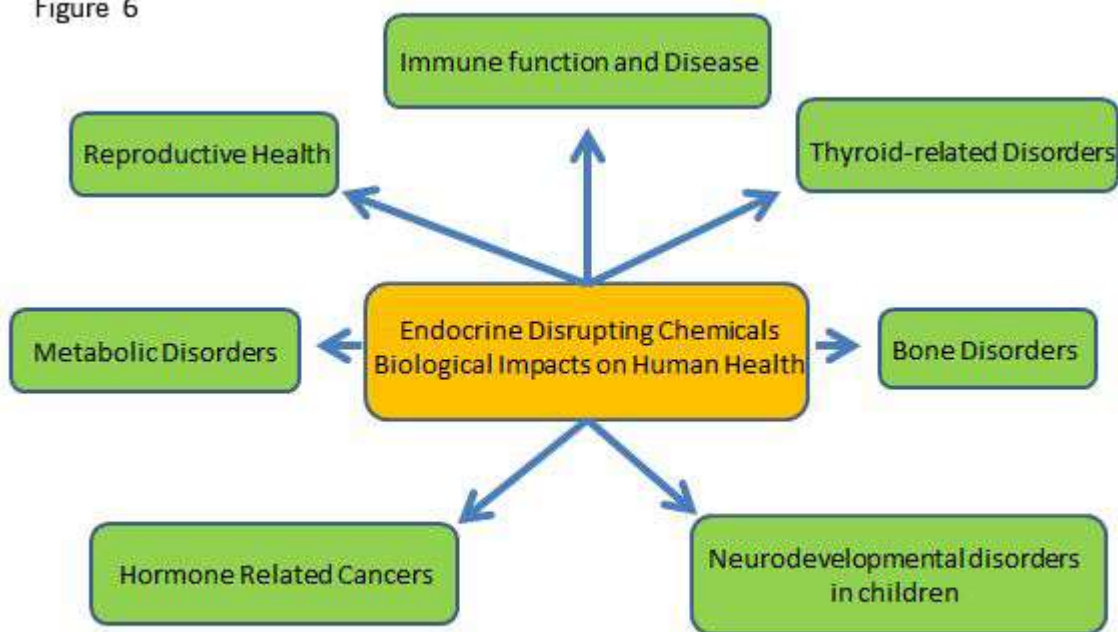 Figure 6
Immune function and Disease
Reproductive Health
Thyroid-related Disorders
Endocrine Disrupting Chemicals
Biological Impacts on Human Health
Metabolic Disorders
Bone Disorders
Hormone Related Cancers
Neurodevelopmental disorders
in children